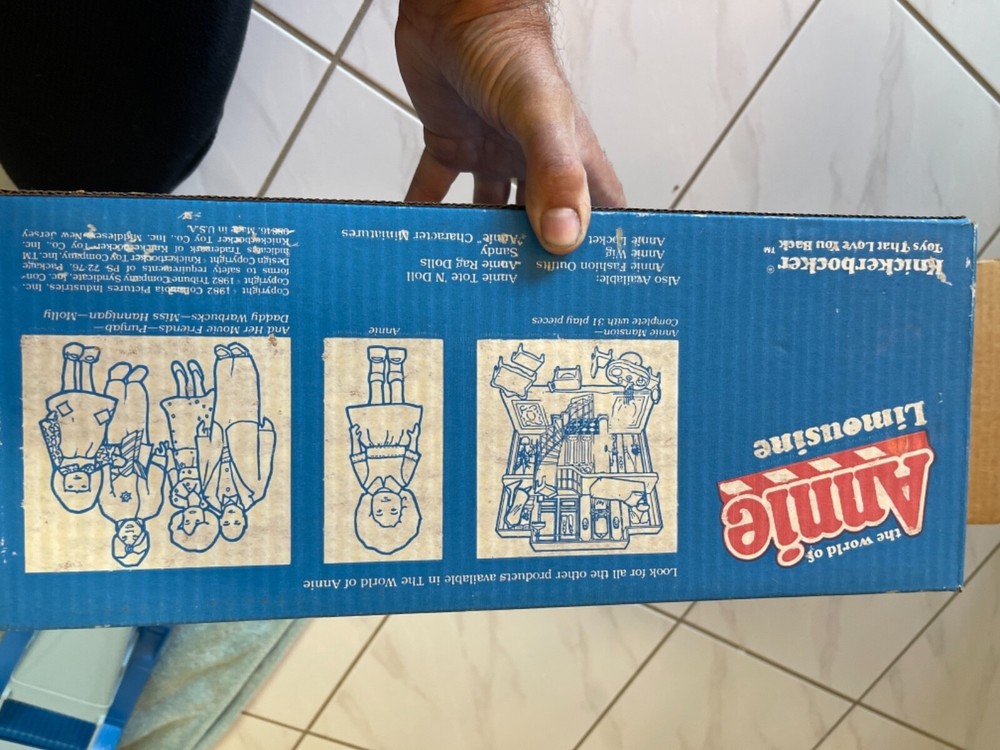 the world of
Annie
Limousine
Knickerbocker®
Toys That Love You Back™
Look for all the other products available in The World of Annie
Annie Mansion—
Complete with 31 play pieces
Annie
And Her Movie Friends—Punjab—
Daddy Warbucks—Miss Hannigan—Molly
Also Available:
Annie Fashion Outfits
Annie Wig
Annie Locket
Annie Tote 'N Doll
Annie Rag Dolls
Sandy
"Annie" Character Miniatures
Copyright 1982 Columbia Pictures Industries, Inc.
Copyright 1982 Tribune Company Syndicate, Inc. Con-
forms to safety requirements of PS 72-76. Package
Design Copyright Knickerbocker Toy Company, Inc. TM
indicates Trademark of Knickerbocker Toy Co., Inc.
Knickerbocker Toy Co., Inc. Middlesex, New Jersey
08846. Made in U.S.A.